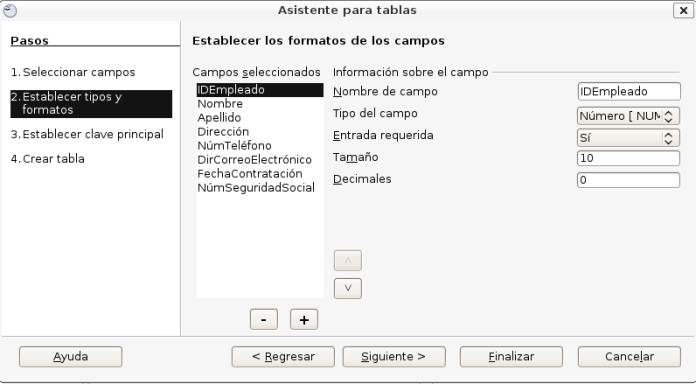 Asistente para tablas
Pasos
1. Seleccionar campos
2. Establecer tipos y
formatos
3. Establecer clave principal
4. Crear tabla
Establecer los formatos de los campos
Campos seleccionados
IDEmpleado
Nombre
Apellido
Dirección
NúmTeléfono
DirCorreoElectrónico
FechaContratación
NúmSeguridadSocial
- +
Información sobre el campo
Nombre de campo IDEmpleado
Tipo del campo Número [ NUM
Entrada requerida Sí
Tamaño 10
Decimales 0
Ayuda < Regresar Siguiente > Finalizar Cancelar